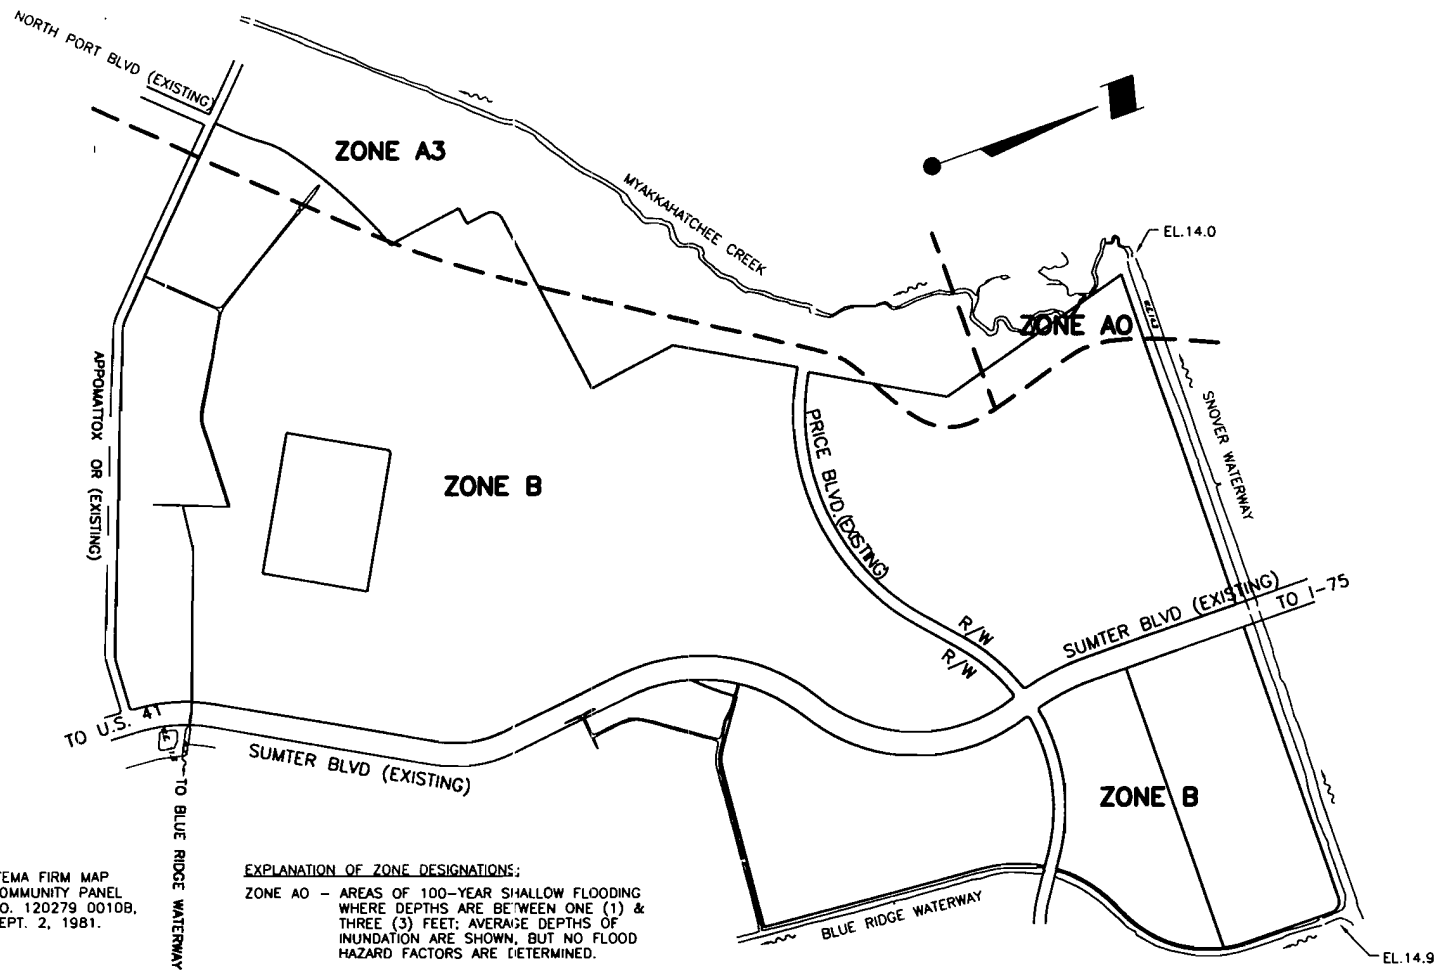 NORTH PORT BLVD (EXISTING)
ZONE A3
MYAKKAHATCHEE CREEK
EL.14.0
ZONE AO
SNOVER WATERWAY
APPOMATTOX DR (EXISTING)
ZONE B
PRICE BLVD.(EXISTING)
R/W
R/W
SUMTER BLVD (EXISTING)
TO I-75
TO U.S. 41
SUMTER BLVD (EXISTING)
TO BLUE RIDGE WATERWAY
ZONE B
BLUE RIDGE WATERWAY
EL.14.9
EMA FIRM MAP
OMMUNITY PANEL
O. 120279 0010B,
EPT. 2, 1981.
EXPLANATION OF ZONE DESIGNATIONS:
ZONE AO - AREAS OF 100-YEAR SHALLOW FLOODING
WHERE DEPTHS ARE BETWEEN ONE (1) &
THREE (3) FEET; AVERAGE DEPTHS OF
INUNDATION ARE SHOWN, BUT NO FLOOD
HAZARD FACTORS ARE DETERMINED.